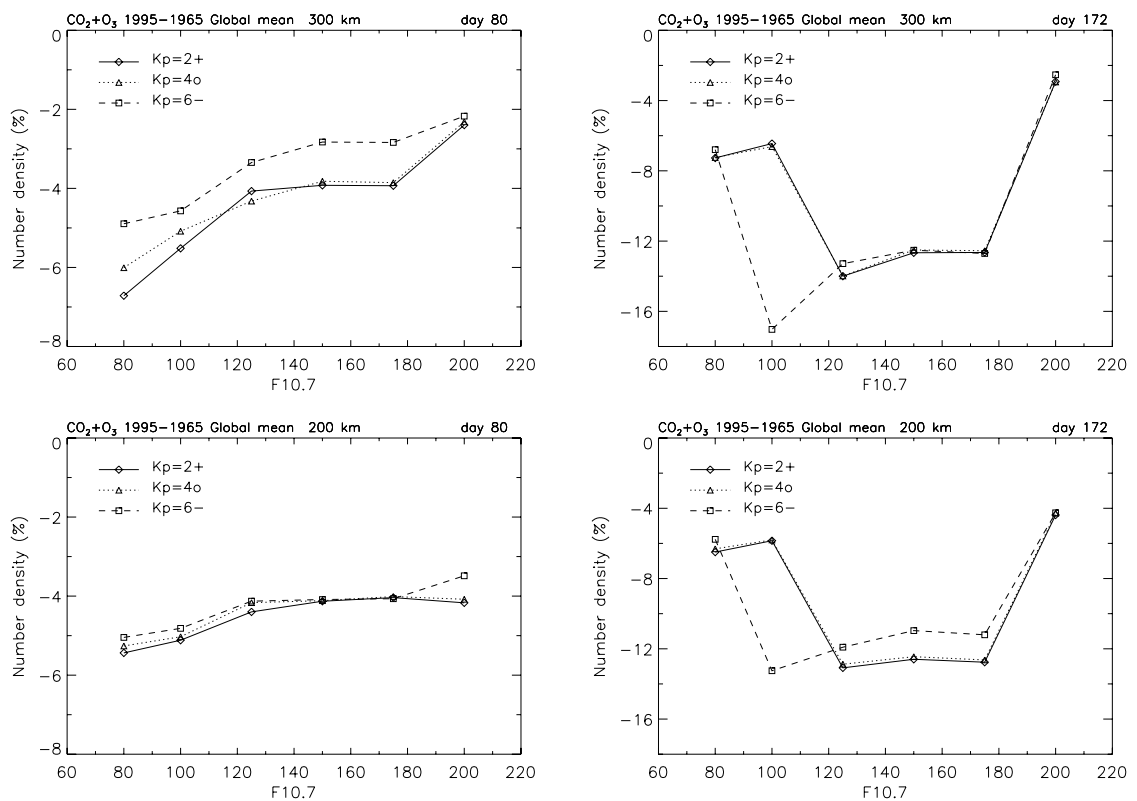 CO₂+O₃ 1995−1965 Global mean 300 km day 80
0
−2
−4
−6
−8
Number density (%)
Kp=2+
Kp=4o
Kp=6−
60 80 100 120 140 160 180 200 220
F10.7
CO₂+O₃ 1995−1965 Global mean 300 km day 172
0
−4
−8
−12
−16
Number density (%)
Kp=2+
Kp=4o
Kp=6−
60 80 100 120 140 160 180 200 220
F10.7
CO₂+O₃ 1995−1965 Global mean 200 km day 80
0
−2
−4
−6
−8
Number density (%)
Kp=2+
Kp=4o
Kp=6−
60 80 100 120 140 160 180 200 220
F10.7
CO₂+O₃ 1995−1965 Global mean 200 km day 172
0
−4
−8
−12
−16
Number density (%)
Kp=2+
Kp=4o
Kp=6−
60 80 100 120 140 160 180 200 220
F10.7